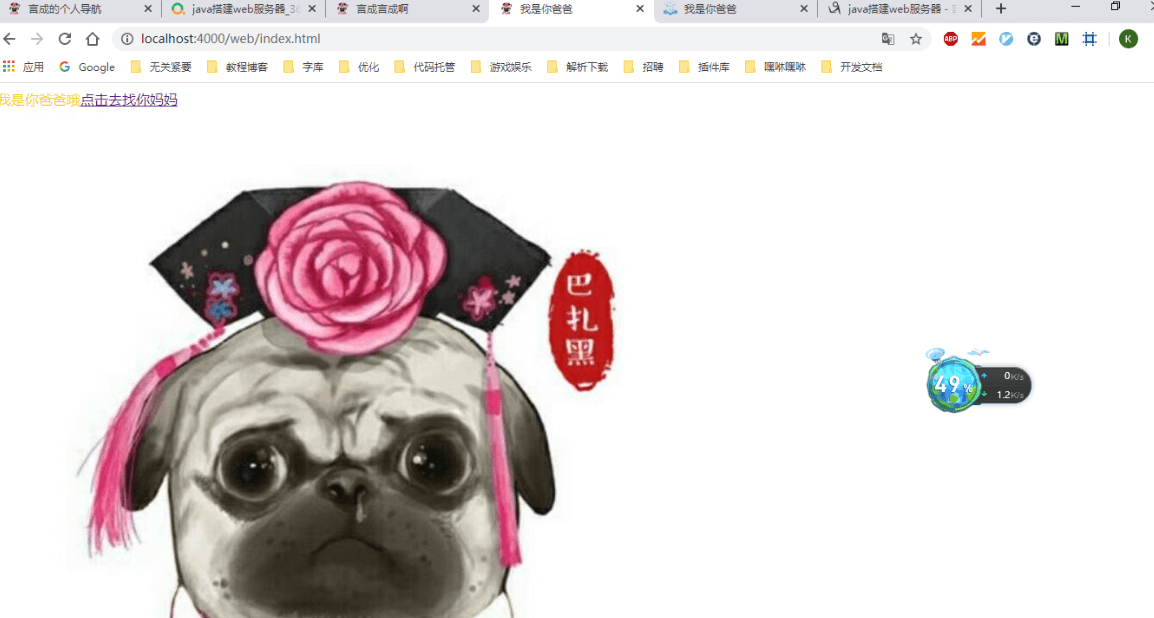 言成的个人导航 java搭建web服务器_36 言成言成啊 我是你爸爸 我是你爸爸 java搭建web服务器 -
localhost:4000/web/index.html ABP M K
应用 Google 无关紧要 教程博客 字库 优化 代码托管 游戏娱乐 解析下载 招聘 插件库 嘿咻嘿咻 开发文档
我是你爸爸哦点击去找你妈妈
巴
扎
黑
49%
0K/s
1.2K/s